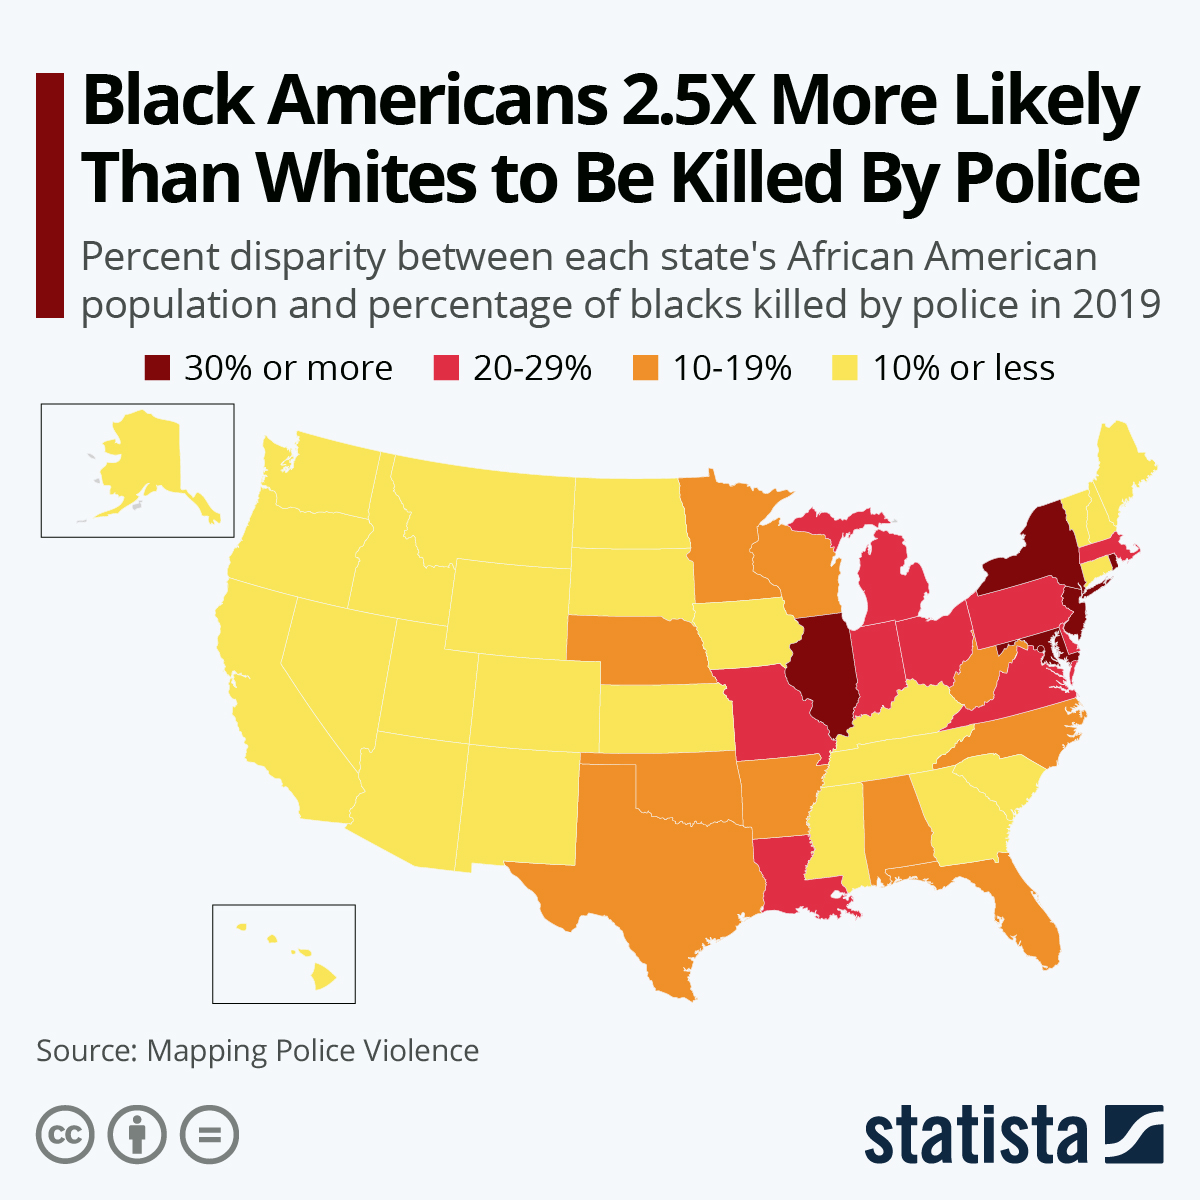 Black Americans 2.5X More Likely
Than Whites to Be Killed By Police
Percent disparity between each state's African American
population and percentage of blacks killed by police in 2019
30% or more 20-29% 10-19% 10% or less
Source: Mapping Police Violence
cc
statista